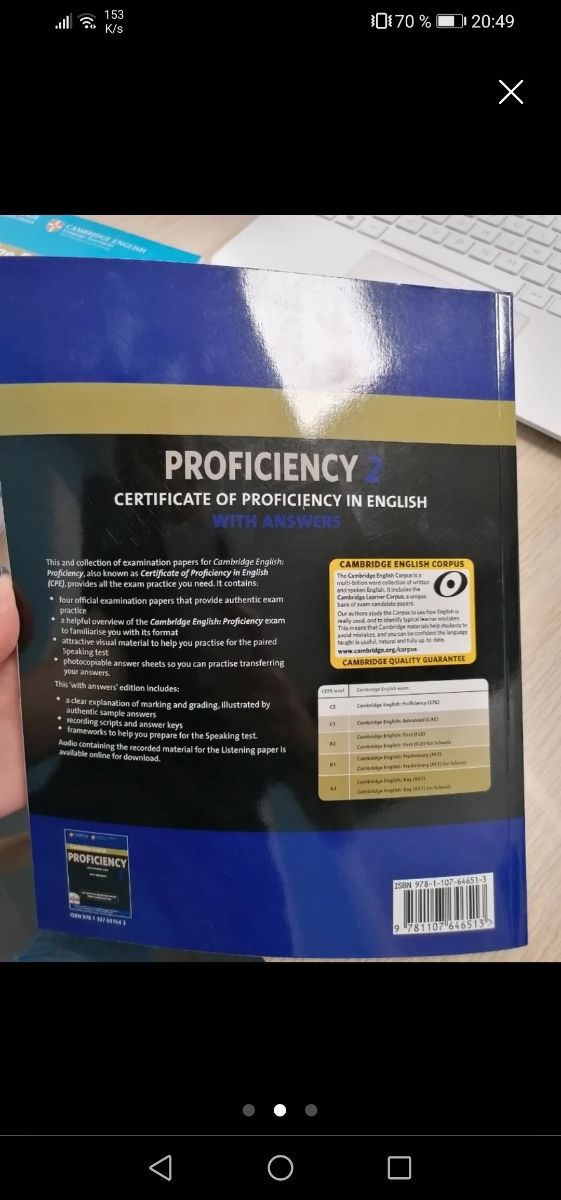 153
K/s
70 %
20:49
CAMBRIDGE ENGLISH
PROFICIENCY 2
CERTIFICATE OF PROFICIENCY IN ENGLISH
WITH ANSWERS
This and collection of examination papers for Cambridge English:
Proficiency, also known as Certificate of Proficiency in English
(CPE), provides all the exam practice you need. It contains:
• four official examination papers that provide authentic exam
practice
• a helpful overview of the Cambridge English: Proficiency exam
to familiarise you with its format
• attractive visual material to help you practise for the paired
Speaking test
• photocopiable answer sheets so you can practise transferring
your answers.
This 'with answers' edition includes:
• a clear explanation of marking and grading, illustrated by
authentic sample answers
• recording scripts and answer keys
• frameworks to help you prepare for the Speaking test.
Audio containing the recorded material for the Listening paper is
available online for download.
CAMBRIDGE ENGLISH CORPUS
The Cambridge English Corpus is a
multi-billion word collection of written
and spoken English. It includes the
Cambridge Learner Corpus, a unique
bank of exam candidate papers.
Our authors study the Corpus to see how English is
really used, and to identify typical learner mistakes.
This means that Cambridge materials help students to
avoid mistakes, and you can be confident the language
taught is useful, natural and fully up to date.
www.cambridge.org/corpus
CAMBRIDGE QUALITY GUARANTEE
CEFR level: Cambridge English exam:
C2 Cambridge English: Proficiency (CPE)
C1 Cambridge English: Advanced (CAE)
B2 Cambridge English: First (FCE)
Cambridge English: First (FCE) for Schools
B1 Cambridge English: Preliminary (PET)
Cambridge English: Preliminary (PET) for Schools
A2 Cambridge English: Key (KET)
Cambridge English: Key (KET) for Schools
Cambridge English
PROFICIENCY
WITH ANSWERS
ISBN 978-1-107-64651-3
9 781107 646513 >